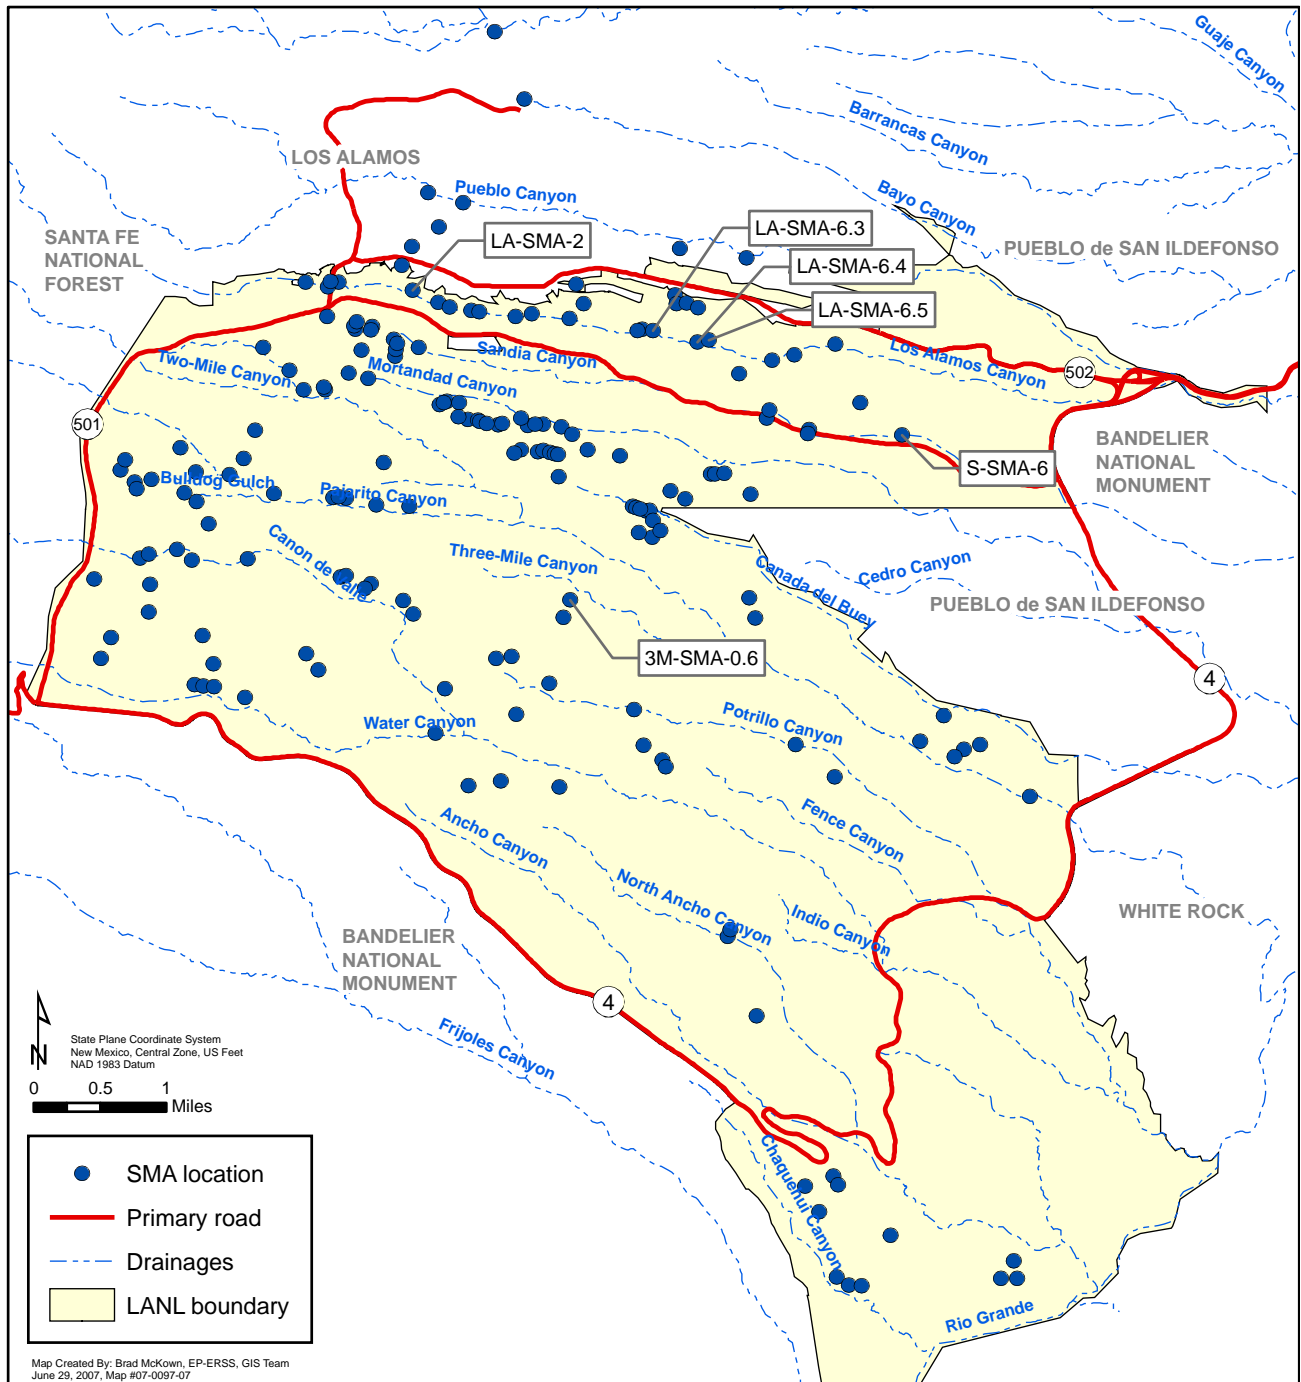 Guaje Canyon
Barrancas Canyon
LOS ALAMOS
Pueblo Canyon
Bayo Canyon
LA-SMA-6.3
LA-SMA-2
SANTA FE
NATIONAL
FOREST
PUEBLO de SAN ILDEFONSO
LA-SMA-6.4
LA-SMA-6.5
Sandia Canyon
Los Alamos Canyon
Two-Mile Canyon
Mortandad Canyon
502
501
BANDELIER
NATIONAL
MONUMENT
S-SMA-6
Bulldog Gulch
Pajarito Canyon
Canon de Valle
Three-Mile Canyon
Canada del Buey
Cedro Canyon
PUEBLO de SAN ILDEFONSO
3M-SMA-0.6
4
Water Canyon
Potrillo Canyon
Ancho Canyon
Fence Canyon
North Ancho Canyon
Indio Canyon
WHITE ROCK
BANDELIER
NATIONAL
MONUMENT
4
Frijoles Canyon
N
State Plane Coordinate System
New Mexico, Central Zone, US Feet
NAD 1983 Datum
0 0.5 1
Miles
Chaquehui Canyon
Rio Grande
SMA location
Primary road
Drainages
LANL boundary
Map Created By: Brad McKown, EP-ERSS, GIS Team
June 29, 2007, Map #07-0097-07